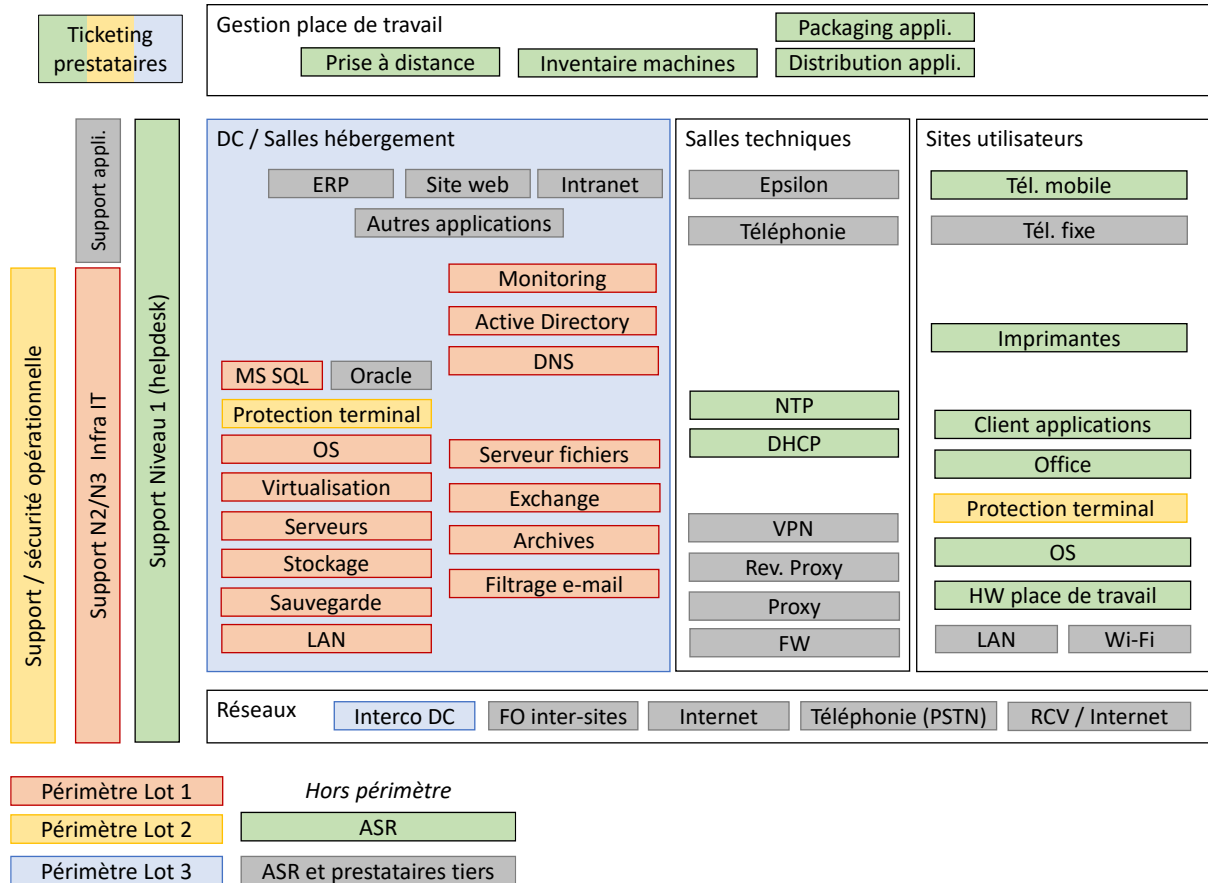 Ticketing
prestataires
Gestion place de travail
Packaging appli.
Prise à distance
Inventaire machines
Distribution appli.
Support / sécurité opérationnelle
Support appli.
Support N2/N3 Infra IT
Support Niveau 1 (helpdesk)
DC / Salles hébergement
ERP
Site web
Intranet
Autres applications
Monitoring
Active Directory
DNS
MS SQL
Oracle
Protection terminal
OS
Virtualisation
Serveurs
Stockage
Sauvegarde
LAN
Serveur fichiers
Exchange
Archives
Filtrage e-mail
Salles techniques
Epsilon
Téléphonie
NTP
DHCP
VPN
Rev. Proxy
Proxy
FW
Sites utilisateurs
Tél. mobile
Tél. fixe
Imprimantes
Client applications
Office
Protection terminal
OS
HW place de travail
LAN
Wi-Fi
Réseaux
Interco DC
FO inter-sites
Internet
Téléphonie (PSTN)
RCV / Internet
Périmètre Lot 1
Périmètre Lot 2
Périmètre Lot 3
Hors périmètre
ASR
ASR et prestataires tiers